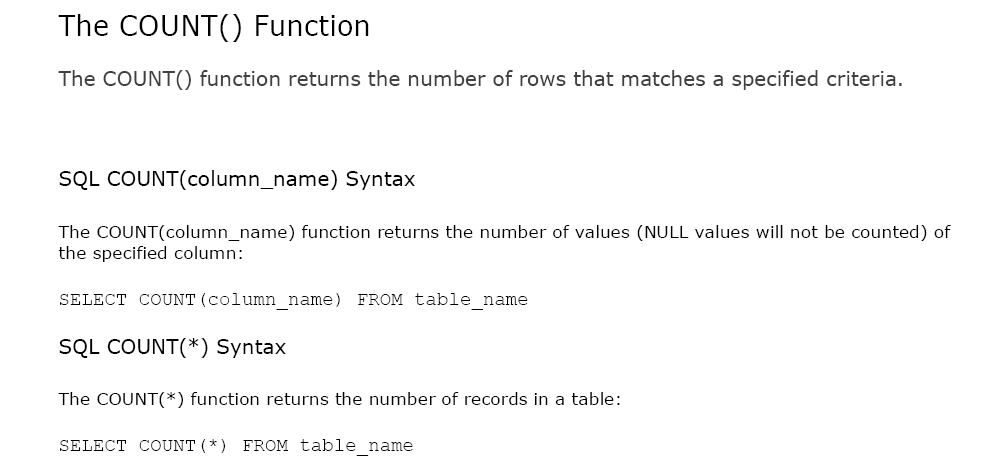 The COUNT() Function
The COUNT() function returns the number of rows that matches a specified criteria.
SQL COUNT(column_name) Syntax
The COUNT(column_name) function returns the number of values (NULL values will not be counted) of
the specified column:
SELECT COUNT(column_name) FROM table_name
SQL COUNT(*) Syntax
The COUNT(*) function returns the number of records in a table:
SELECT COUNT(*) FROM table_name